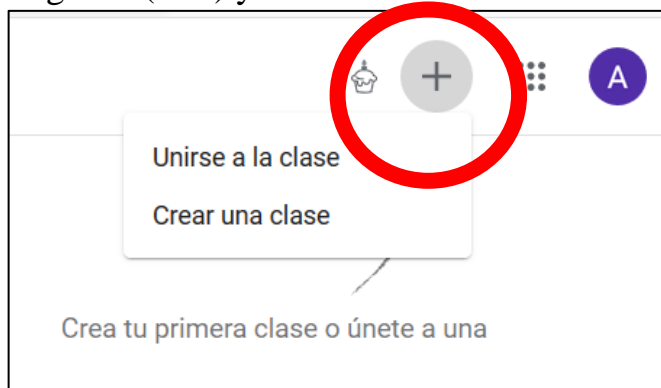 A
Unirse a la clase
Crear una clase
Crea tu primera clase o únete a una